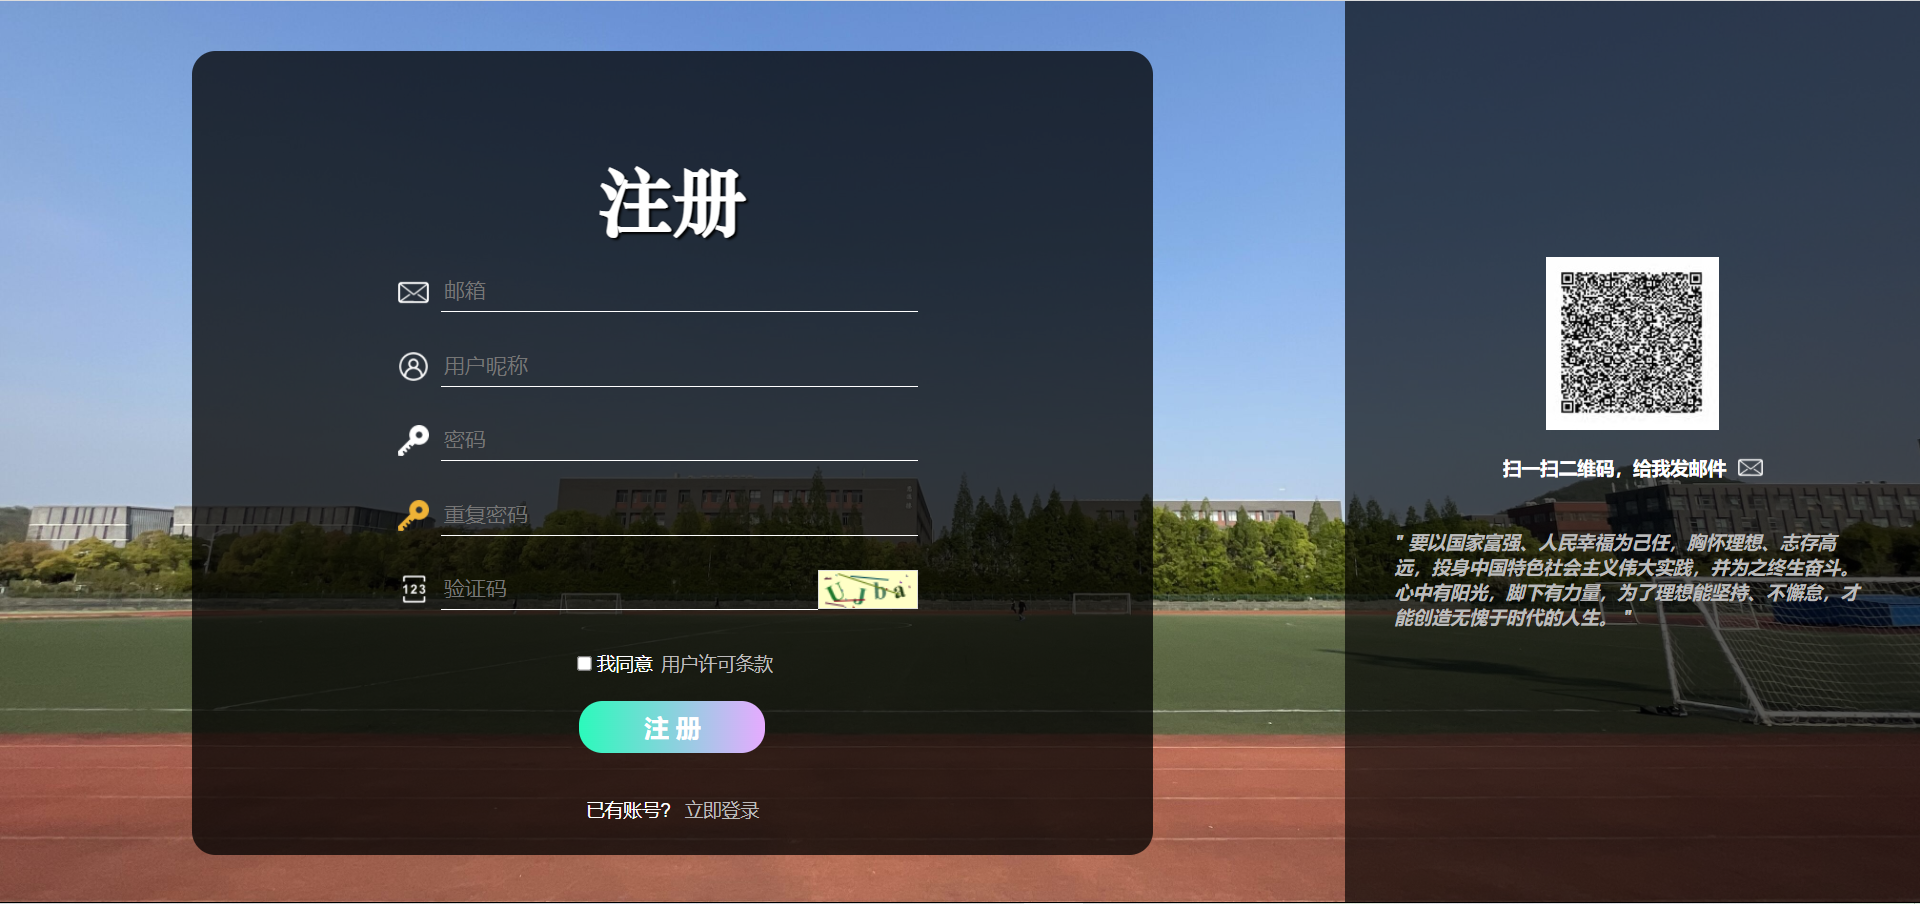 注册
邮箱
用户昵称
密码
重复密码
123
验证码
UJba
我同意 用户许可条款
注 册
已有账号? 立即登录
扫一扫二维码，给我发邮件
" 要以国家富强、人民幸福为己任，胸怀理想、志存高
远，投身中国特色社会主义伟大实践，并为之终生奋斗。
心中有阳光，脚下有力量，为了理想能坚持、不懈怠，才
能创造无愧于时代的人生。 "